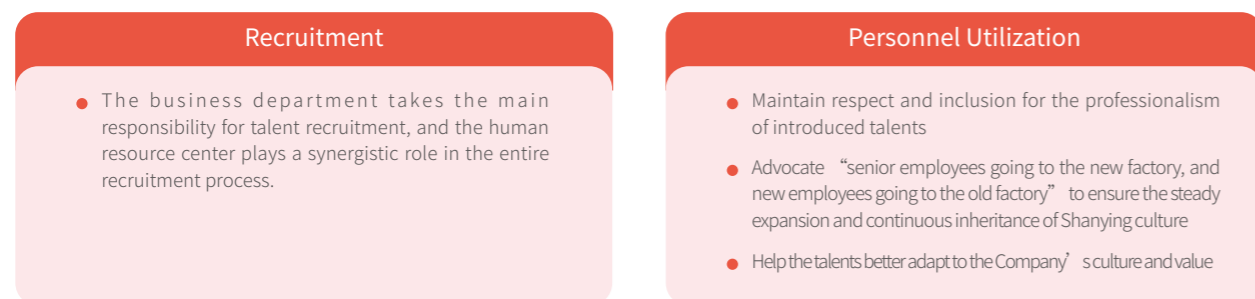 Recruitment
The business department takes the main
responsibility for talent recruitment, and the human
resource center plays a synergistic role in the entire
recruitment process.
Personnel Utilization
Maintain respect and inclusion for the professionalism
of introduced talents
Advocate “senior employees going to the new factory, and
new employees going to the old factory” to ensure the steady
expansion and continuous inheritance of Shanying culture
Help the talents better adapt to the Company’s culture and value